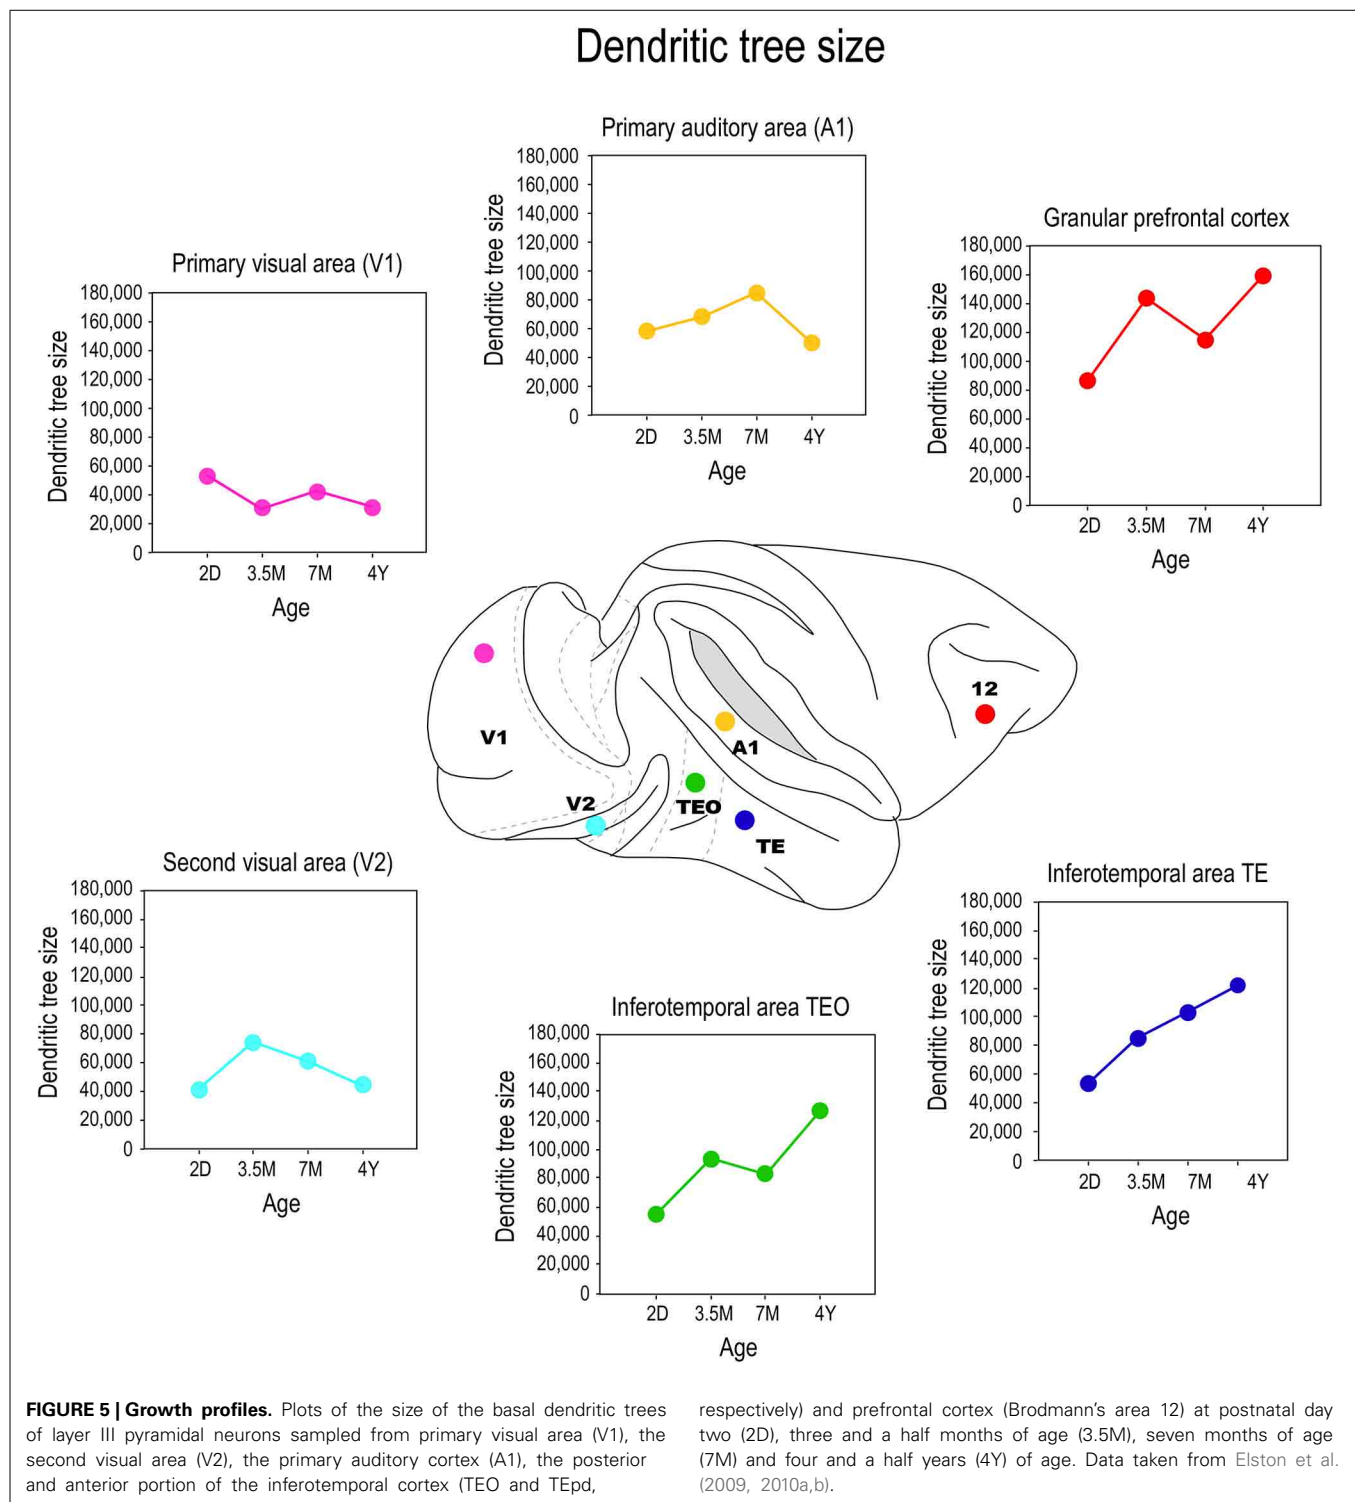 Dendritic tree size
Primary auditory area (A1)
180,000
160,000
140,000
120,000
100,000
80,000
60,000
40,000
20,000
0
Dendritic tree size
2D 3.5M 7M 4Y
Age
Granular prefrontal cortex
180,000
160,000
140,000
120,000
100,000
80,000
60,000
40,000
20,000
0
Dendritic tree size
2D 3.5M 7M 4Y
Age
Primary visual area (V1)
180,000
160,000
140,000
120,000
100,000
80,000
60,000
40,000
20,000
0
Dendritic tree size
2D 3.5M 7M 4Y
Age
12
V1
A1
V2
TEO
TE
Second visual area (V2)
180,000
160,000
140,000
120,000
100,000
80,000
60,000
40,000
20,000
0
Dendritic tree size
2D 3.5M 7M 4Y
Age
Inferotemporal area TEO
180,000
160,000
140,000
120,000
100,000
80,000
60,000
40,000
20,000
0
Dendritic tree size
2D 3.5M 7M 4Y
Age
Inferotemporal area TE
180,000
160,000
140,000
120,000
100,000
80,000
60,000
40,000
20,000
0
Dendritic tree size
2D 3.5M 7M 4Y
Age
FIGURE 5 | Growth profiles. Plots of the size of the basal dendritic trees
of layer III pyramidal neurons sampled from primary visual area (V1), the
second visual area (V2), the primary auditory cortex (A1), the posterior
and anterior portion of the inferotemporal cortex (TEO and TEpd,
respectively) and prefrontal cortex (Brodmann's area 12) at postnatal day
two (2D), three and a half months of age (3.5M), seven months of age
(7M) and four and a half years (4Y) of age. Data taken from Elston et al.
(2009, 2010a,b).